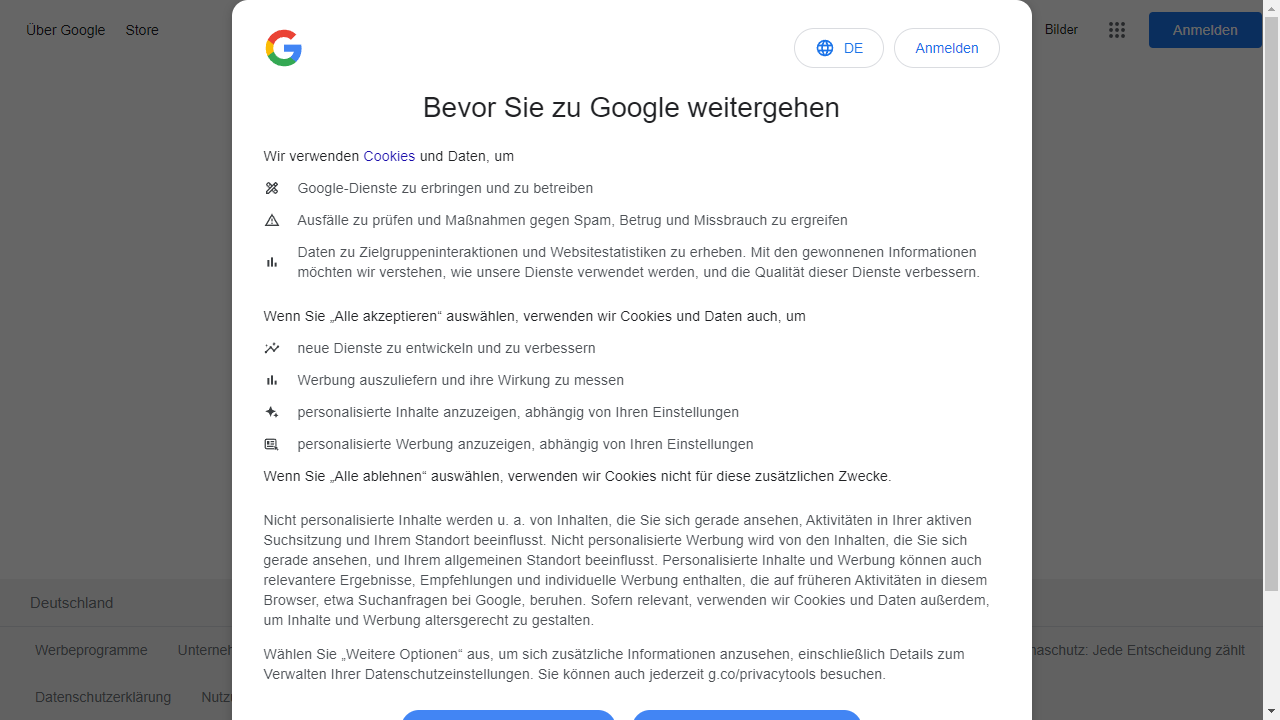 Über Google Store
Bilder
Anmelden
DE
Anmelden
Bevor Sie zu Google weitergehen
Wir verwenden Cookies und Daten, um
Google-Dienste zu erbringen und zu betreiben
Ausfälle zu prüfen und Maßnahmen gegen Spam, Betrug und Missbrauch zu ergreifen
Daten zu Zielgruppeninteraktionen und Websitestatistiken zu erheben. Mit den gewonnenen Informationen
möchten wir verstehen, wie unsere Dienste verwendet werden, und die Qualität dieser Dienste verbessern.
Wenn Sie „Alle akzeptieren“ auswählen, verwenden wir Cookies und Daten auch, um
neue Dienste zu entwickeln und zu verbessern
Werbung auszuliefern und ihre Wirkung zu messen
personalisierte Inhalte anzuzeigen, abhängig von Ihren Einstellungen
personalisierte Werbung anzuzeigen, abhängig von Ihren Einstellungen
Wenn Sie „Alle ablehnen“ auswählen, verwenden wir Cookies nicht für diese zusätzlichen Zwecke.
Nicht personalisierte Inhalte werden u. a. von Inhalten, die Sie sich gerade ansehen, Aktivitäten in Ihrer aktiven
Suchsitzung und Ihrem Standort beeinflusst. Nicht personalisierte Werbung wird von den Inhalten, die Sie sich
gerade ansehen, und Ihrem allgemeinen Standort beeinflusst. Personalisierte Inhalte und Werbung können auch
relevantere Ergebnisse, Empfehlungen und individuelle Werbung enthalten, die auf früheren Aktivitäten in diesem
Browser, etwa Suchanfragen bei Google, beruhen. Sofern relevant, verwenden wir Cookies und Daten außerdem,
um Inhalte und Werbung altersgerecht zu gestalten.
Wählen Sie „Weitere Optionen“ aus, um sich zusätzliche Informationen anzusehen, einschließlich Details zum
Verwalten Ihrer Datenschutzeinstellungen. Sie können auch jederzeit g.co/privacytools besuchen.
Deutschland
Werbeprogramme Unterneh
naschutz: Jede Entscheidung zählt
Datenschutzerklärung Nutz